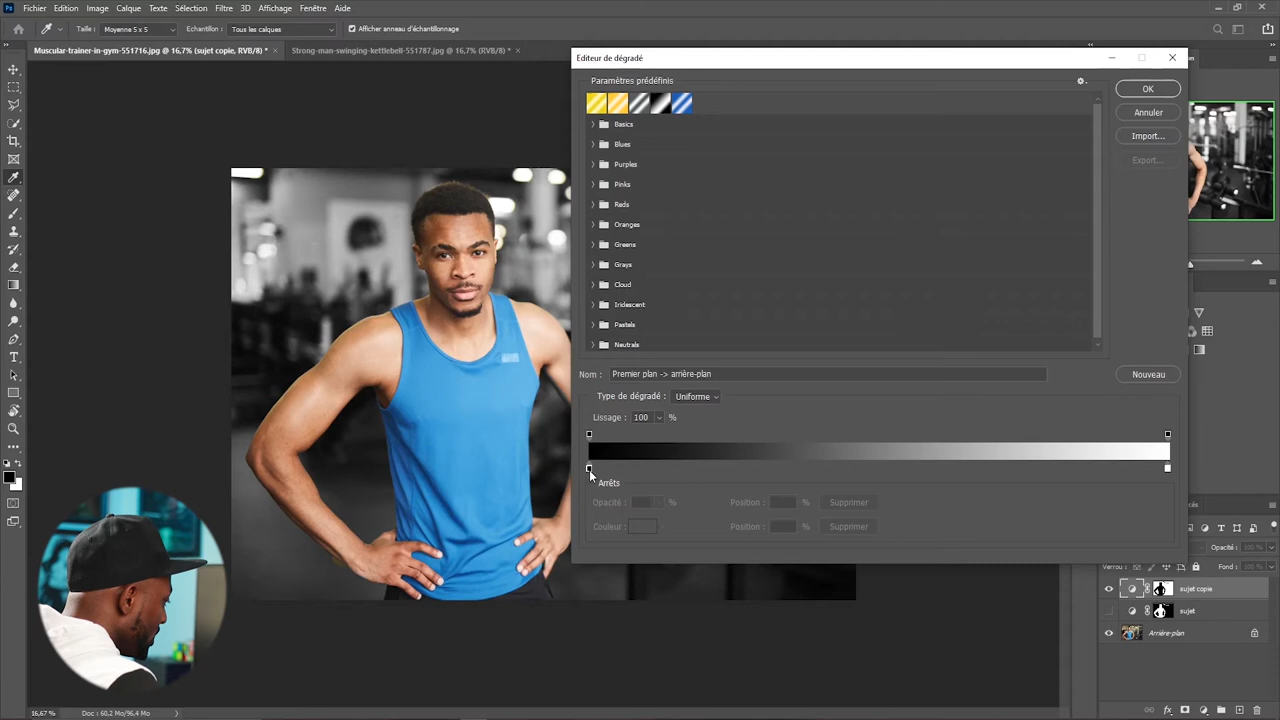 Ps Fichier Edition Image Calque Texte Sélection Filtre 3D Affichage Fenêtre Aide
Taille : Moyenne 5 x 5 Echantillon : Tous les calques Afficher anneau d'échantillonnage
Muscular-trainer-in-gym-551716.jpg @ 16,7% (sujet copie, RVB/8) * × Strong-man-swinging-kettlebell-551787.jpg @ 16,7% (RVB/8) * ×
Editeur de dégradé
Paramètres prédéfinis
OK
Annuler
Import...
Export...
Basics
Blues
Purples
Pinks
Reds
Oranges
Greens
Grays
Cloud
Iridescent
Pastels
Neutrals
Nom : Premier plan -> arrière-plan
Nouveau
Type de dégradé : Uniforme
Lissage : 100 %
Arrêts
Opacité : % Position : % Supprimer
Couleur : Position : % Supprimer
Opacité : 100 %
Verrou : Fond : 100 %
sujet copie
sujet
Arrière-plan
16,67 % Doc : 60,2 Mo/96,4 Mo